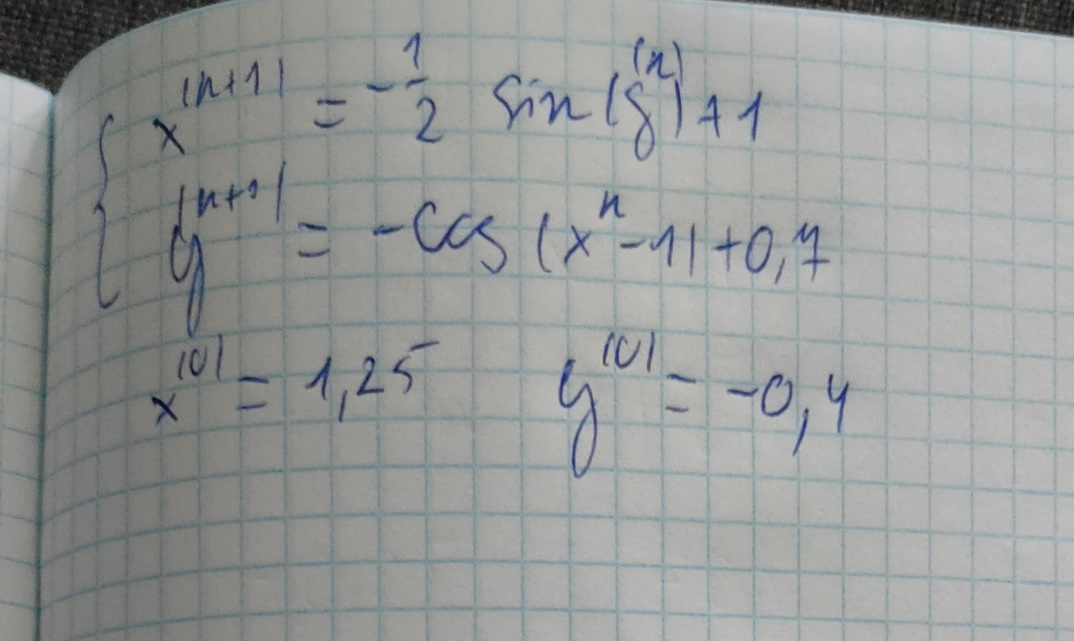 x^(n+1) = -1/2 sin(y^(n)) + 1
y^(n+1) = -cos(x^n - 1) + 0,7
x^(0) = 1,25 y^(0) = -0,4